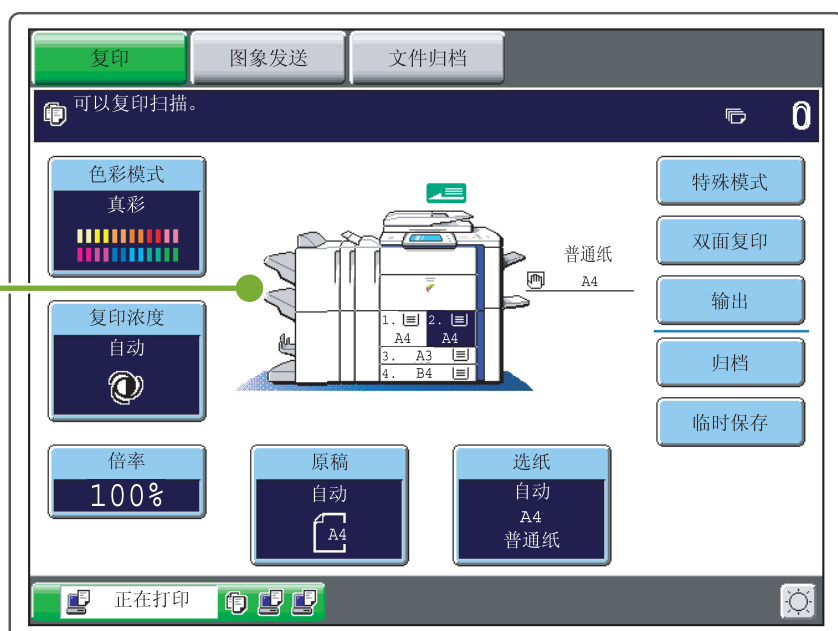 复印 图象发送 文件归档
可以复印扫描。 0
色彩模式
真彩
复印浓度
自动
倍率
100%
普通纸
A4
1. 2.
A4 A4
3. A3
4. B4
原稿
自动
A4
选纸
自动
A4
普通纸
特殊模式
双面复印
输出
归档
临时保存
正在打印